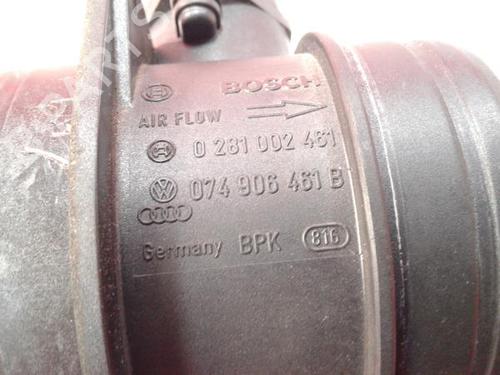 BOSCH
AIR FLOW
0 281 002 461
074 906 461 B
Germany BPK 816